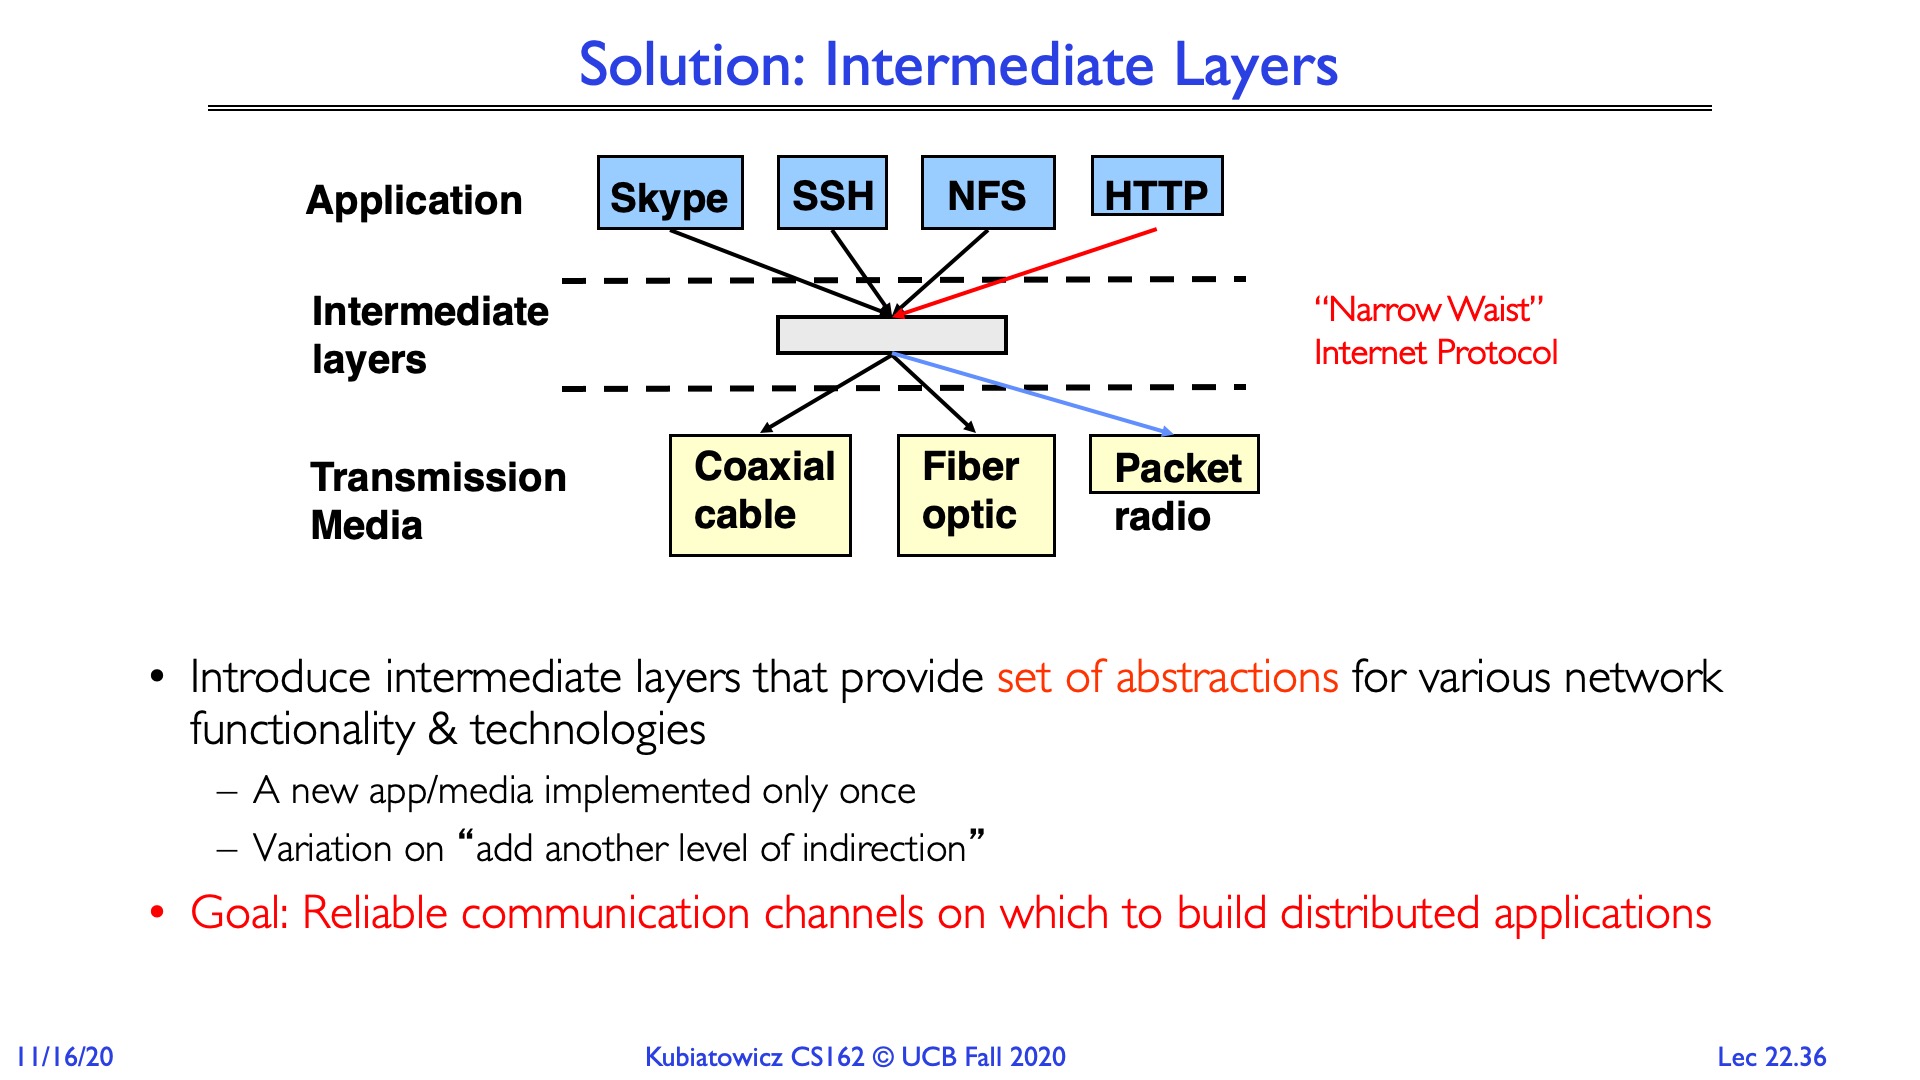 Solution: Intermediate Layers
Application
Skype
SSH
NFS
HTTP
Intermediate
layers
“Narrow Waist”
Internet Protocol
Transmission
Media
Coaxial
cable
Fiber
optic
Packet
radio
• Introduce intermediate layers that provide set of abstractions for various network
functionality & technologies
– A new app/media implemented only once
– Variation on “add another level of indirection”
• Goal: Reliable communication channels on which to build distributed applications
11/16/20
Kubiatowicz CS162 © UCB Fall 2020
Lec 22.36